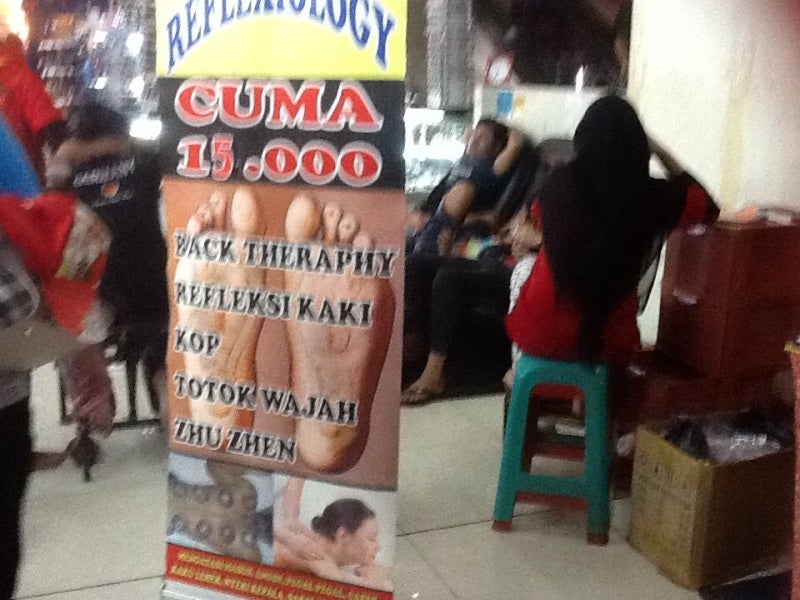 REFLEXIOLOGY
CUMA
15.000
BACK THERAPHY
REFLEKSI KAKI
KOP
TOTOK WAJAH
ZHU ZHEN